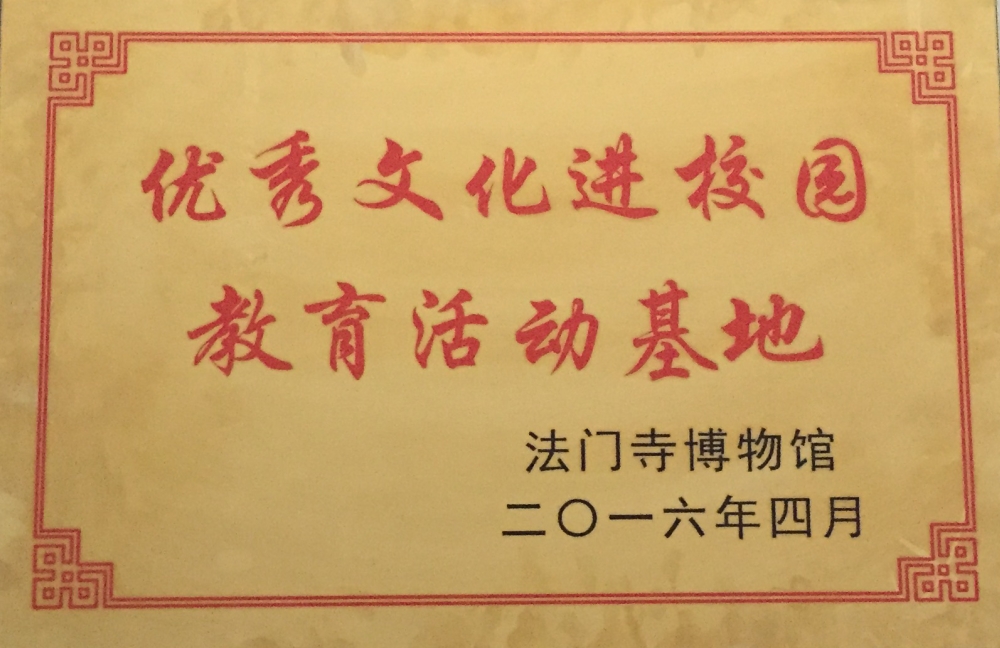 优秀文化进校园
教育活动基地
法门寺博物馆
二〇一六年四月